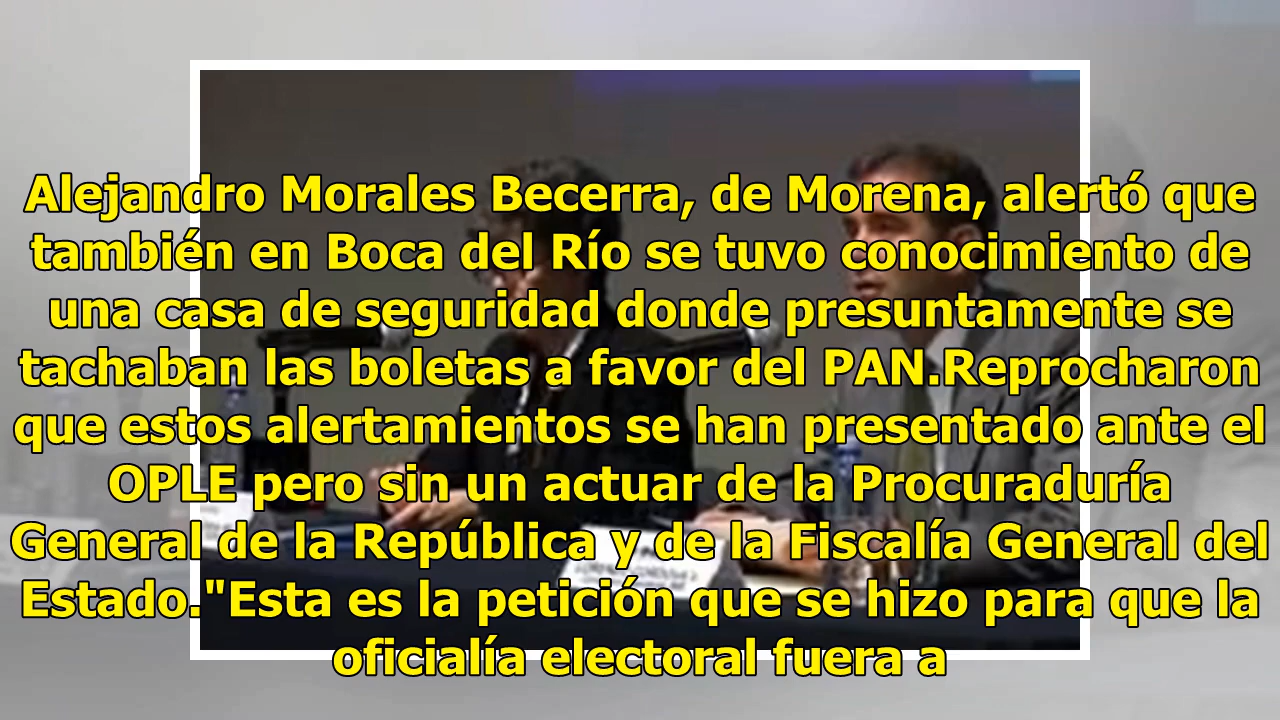 Alejandro Morales Becerra, de Morena, alertó que
también en Boca del Río se tuvo conocimiento de
una casa de seguridad donde presuntamente se
tachaban las boletas a favor del PAN.Reprocharon
que estos alertamientos se han presentado ante el
OPLE pero sin un actuar de la Procuraduría
General de la República y de la Fiscalía General del
Estado."Esta es la petición que se hizo para que la
oficialía electoral fuera a